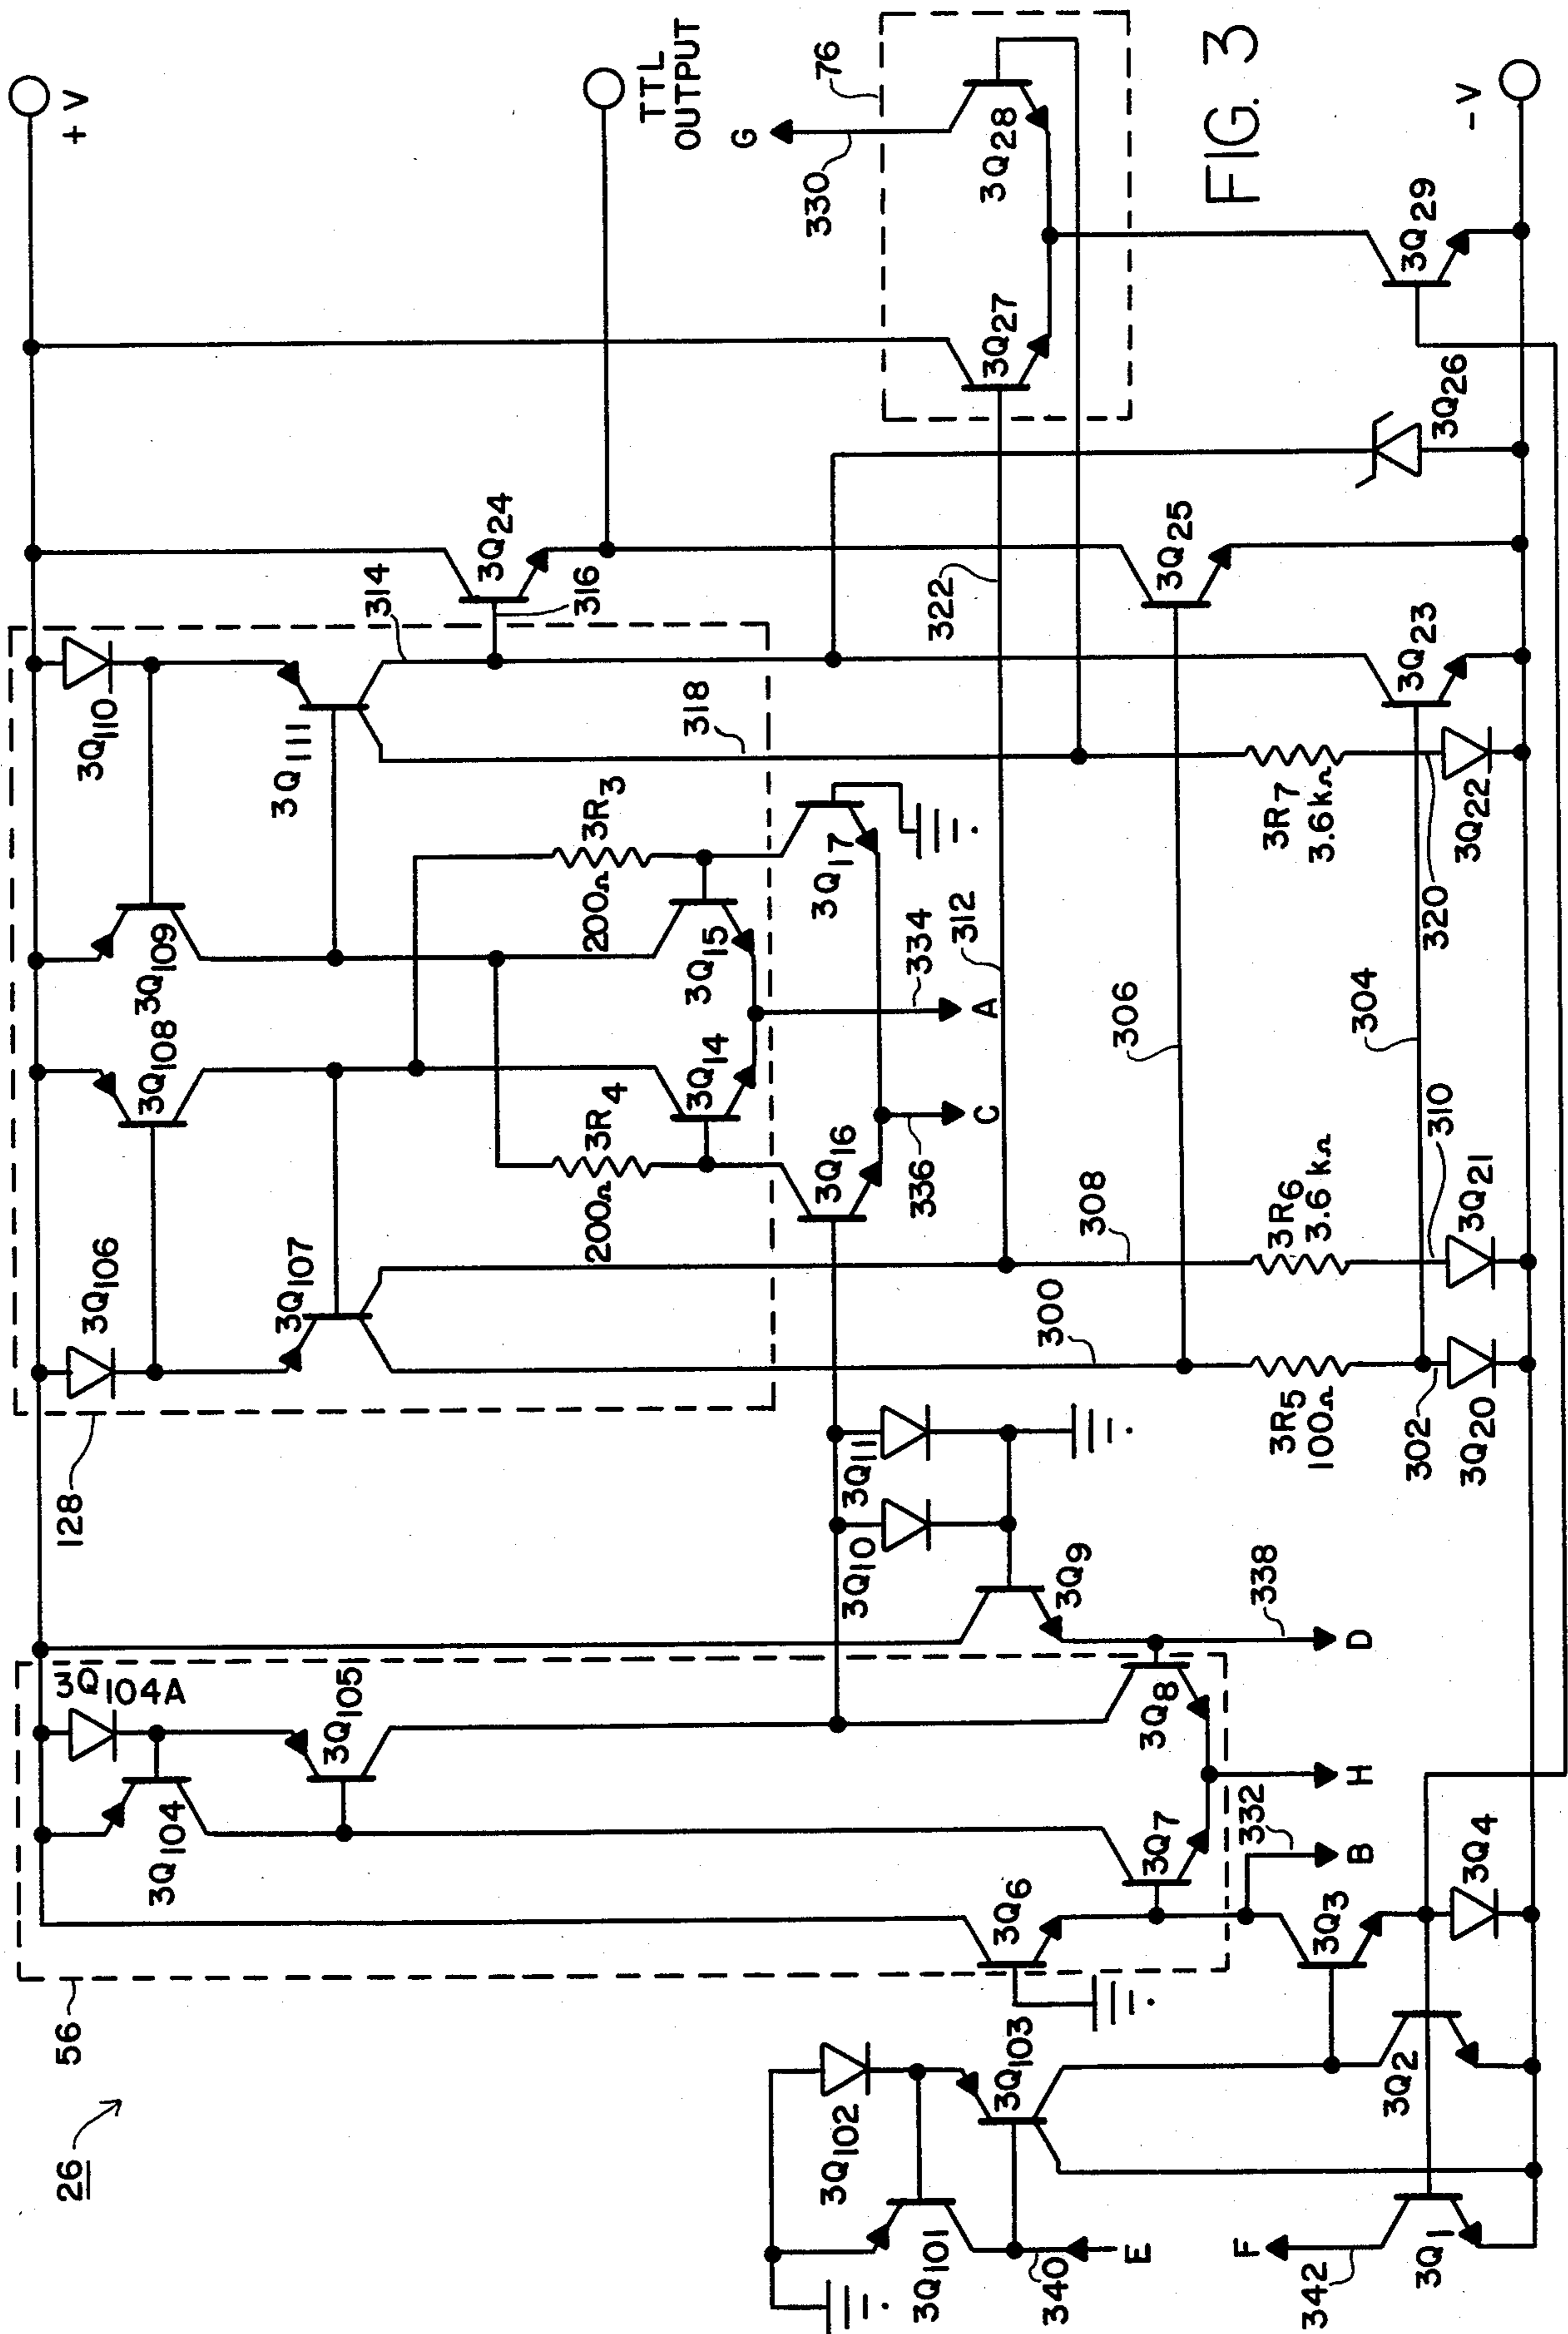 +V
TTL
OUTPUT
G
330
76
3Q28
3Q27
FIG. 3
-V
3Q29
3Q26
3Q24
316
314
322
3Q25
3Q23
3Q110
3Q111
318
3R3
200Ω
3Q17
3R7
3.6kΩ
3Q22
320
3Q109
3Q108
3Q15
334
A
312
304
306
3Q14
3R4
200Ω
3Q16
336
C
310
308
3R6
3.6 kΩ
3Q21
3Q106
3Q107
300
3R5
100Ω
302
3Q20
128
3Q11
3Q10
3Q9
338
D
3Q104A
3Q105
3Q8
H
3Q104
3Q7
332
B
3Q4
3Q6
3Q3
56
26
3Q103
3Q102
3Q2
3Q101
340
E
F
342
3Q1